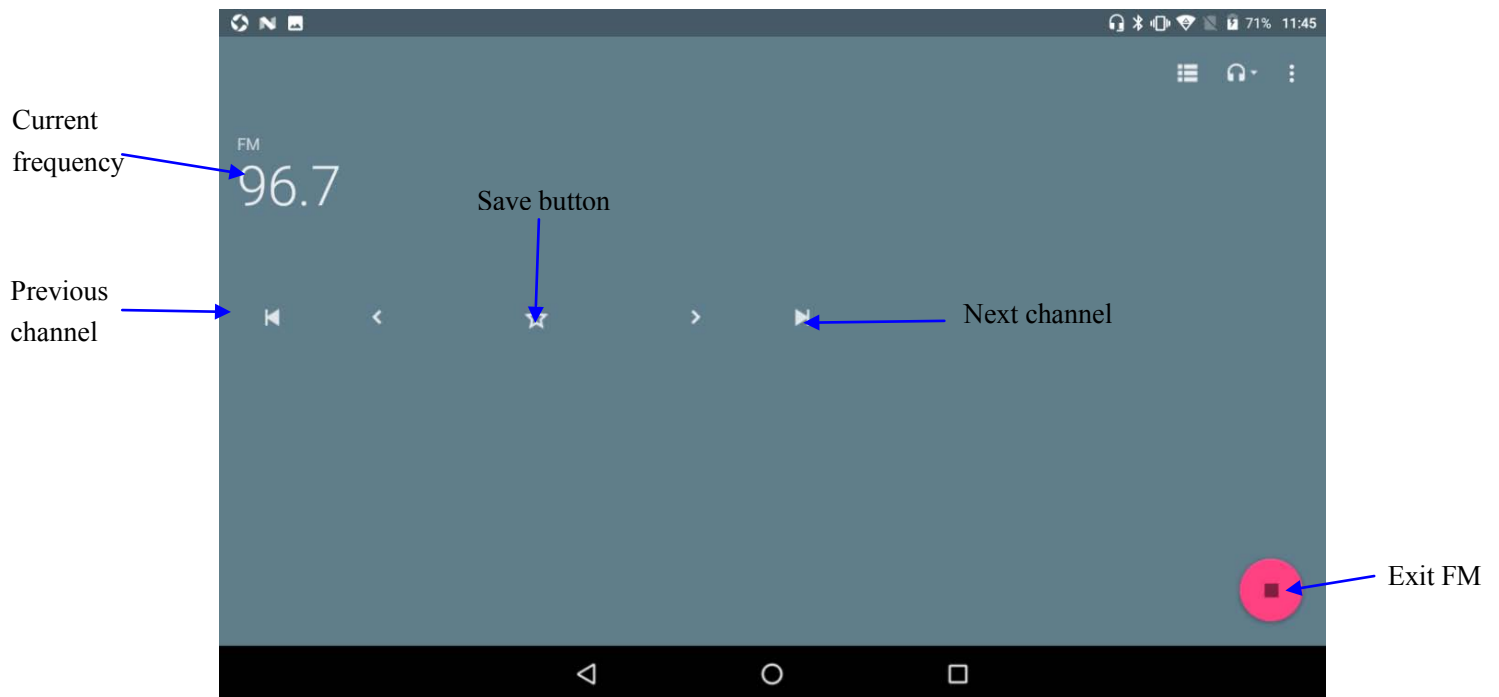 71% 11:45
Current
frequency
FM
96.7
Save button
Previous
channel
Next channel
Exit FM